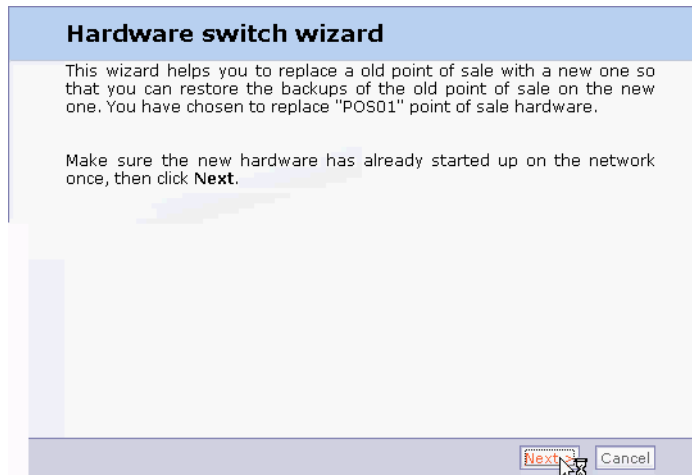 Hardware switch wizard
This wizard helps you to replace a old point of sale with a new one so
that you can restore the backups of the old point of sale on the new
one. You have chosen to replace "POS01" point of sale hardware.
Make sure the new hardware has already started up on the network
once, then click Next.
Next > Cancel